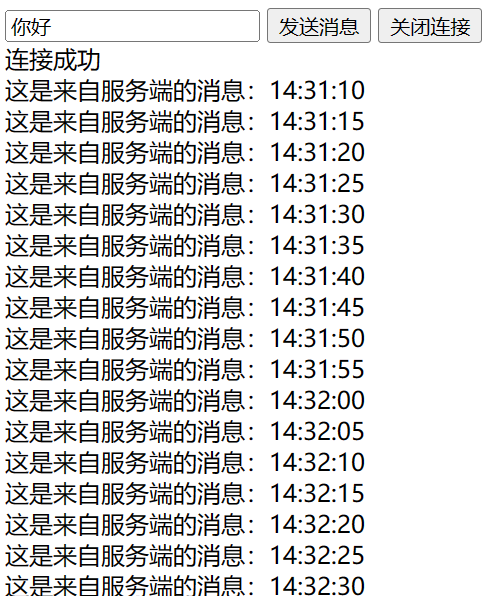 你好 发送消息 关闭连接
连接成功
这是来自服务端的消息：14:31:10
这是来自服务端的消息：14:31:15
这是来自服务端的消息：14:31:20
这是来自服务端的消息：14:31:25
这是来自服务端的消息：14:31:30
这是来自服务端的消息：14:31:35
这是来自服务端的消息：14:31:40
这是来自服务端的消息：14:31:45
这是来自服务端的消息：14:31:50
这是来自服务端的消息：14:31:55
这是来自服务端的消息：14:32:00
这是来自服务端的消息：14:32:05
这是来自服务端的消息：14:32:10
这是来自服务端的消息：14:32:15
这是来自服务端的消息：14:32:20
这是来自服务端的消息：14:32:25
这是来自服务端的消息：14:32:30